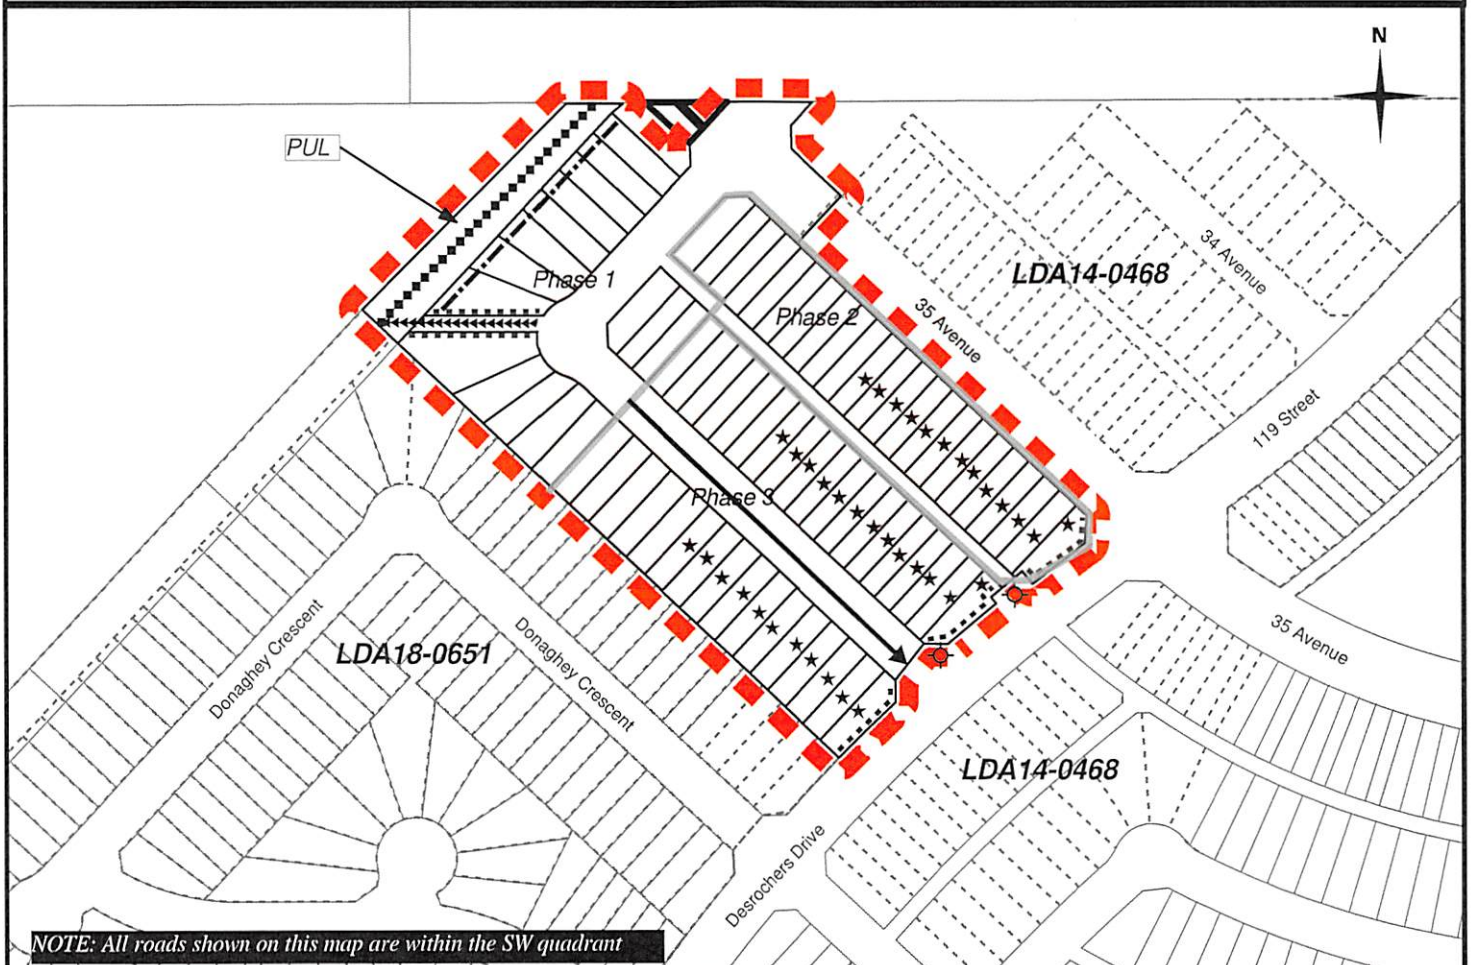 N
PUL
34 Avenue
LDA14-0468
Phase 1
Phase 2
35 Avenue
119 Street
Phase 3
35 Avenue
Donaghey Crescent
LDA18-0651
Donaghey Crescent
LDA14-0468
Desrochers Drive
NOTE: All roads shown on this map are within the SW quadrant